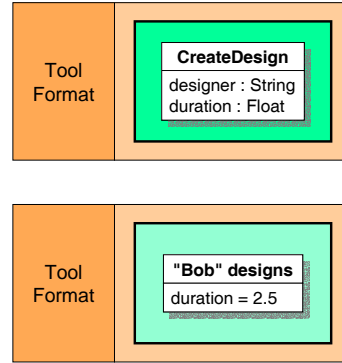 Tool
Format
CreateDesign
designer : String
duration : Float
Tool
Format
"Bob" designs
duration = 2.5